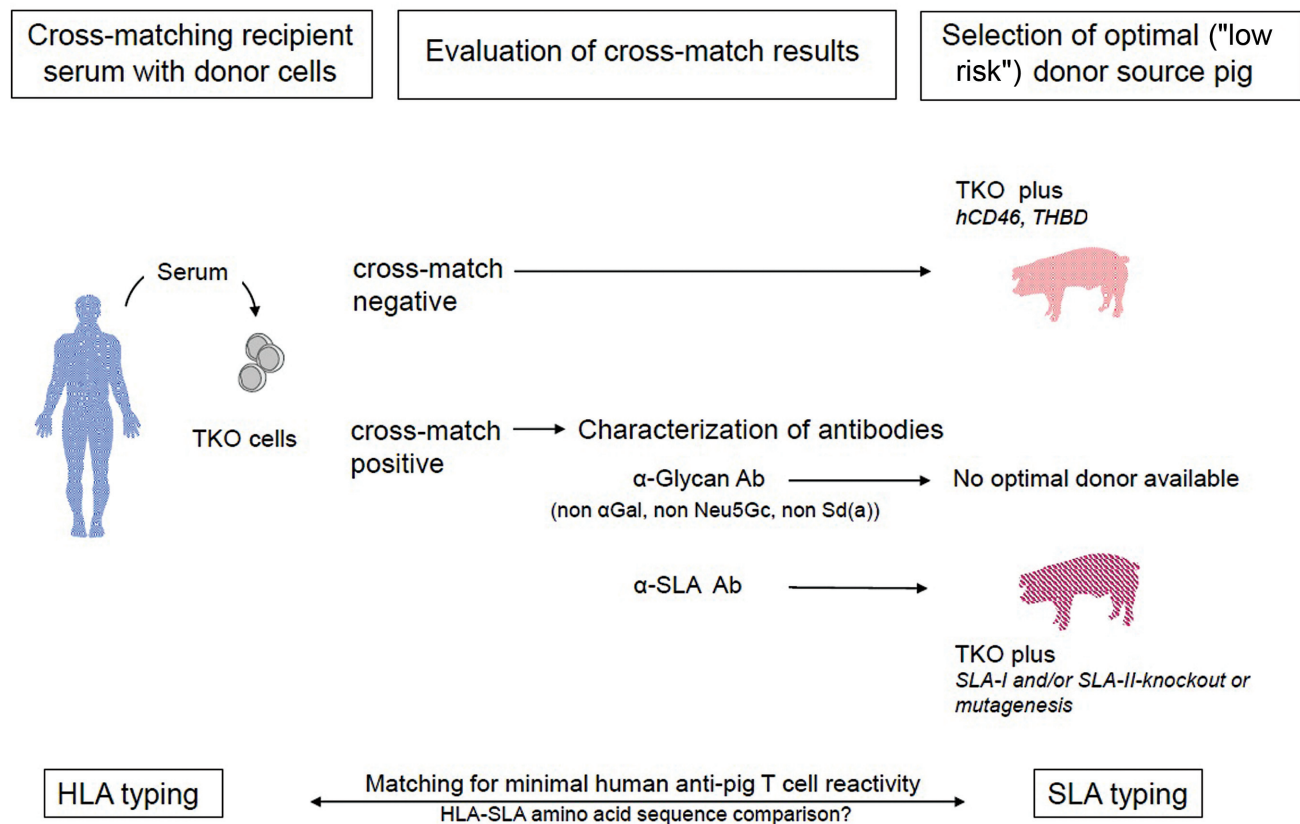 Cross-matching recipient
serum with donor cells
Evaluation of cross-match results
Selection of optimal ("low
risk") donor source pig
TKO plus
hCD46, THBD
Serum
cross-match
negative
TKO cells
cross-match
positive
Characterization of antibodies
α-Glycan Ab
(non αGal, non Neu5Gc, non Sd(a))
No optimal donor available
α-SLA Ab
TKO plus
SLA-I and/or SLA-II-knockout or
mutagenesis
HLA typing
Matching for minimal human anti-pig T cell reactivity
HLA-SLA amino acid sequence comparison?
SLA typing